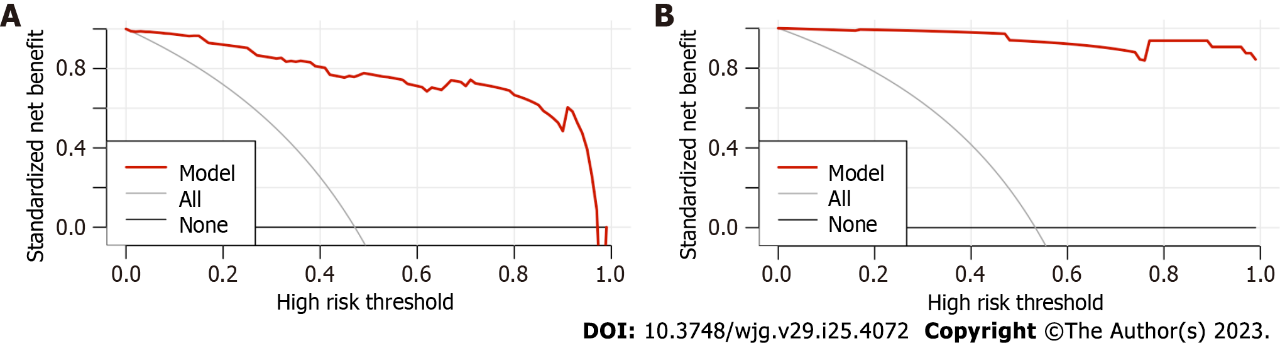 A
Standardized net benefit
0.8
0.4
0.0
Model
All
None
0.0 0.2 0.4 0.6 0.8 1.0
High risk threshold
B
Standardized net benefit
0.8
0.4
0.0
Model
All
None
0.0 0.2 0.4 0.6 0.8 1.0
High risk threshold
DOI: 10.3748/wjg.v29.i25.4072 Copyright ©The Author(s) 2023.